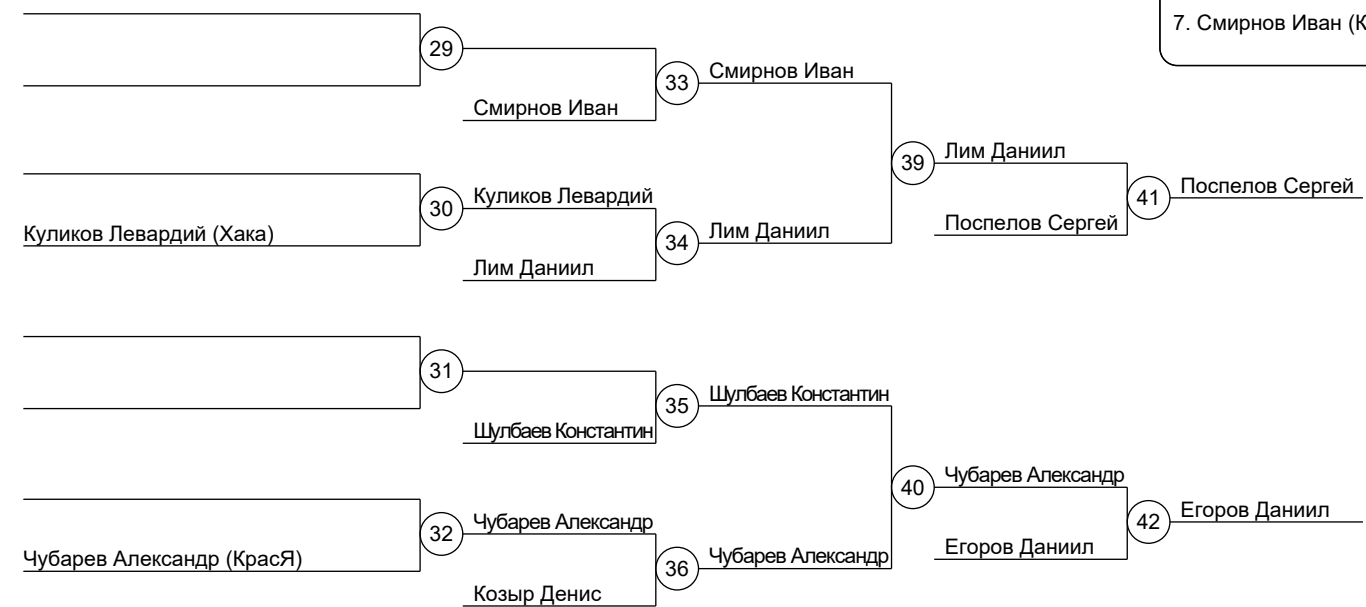 7. Смирнов Иван (К
29
33
Смирнов Иван
Смирнов Иван
39
Лим Даниил
41
Поспелов Сергей
Поспелов Сергей
30
Куликов Левардий
Куликов Левардий (Хака)
34
Лим Даниил
Лим Даниил
31
35
Шулбаев Константин
Шулбаев Константин
40
Чубарев Александр
42
Егоров Даниил
Егоров Даниил
32
Чубарев Александр
Чубарев Александр (КрасЯ)
36
Чубарев Александр
Козыр Денис